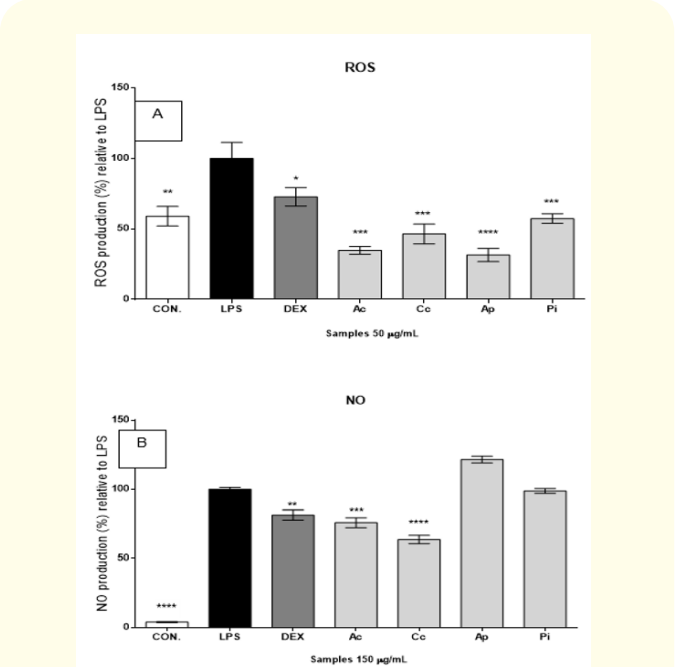 ROS
150
A
100
50
0
ROS production (%) relative to LPS
**
*
***
***
****
***
CON. LPS DEX Ac Cc Ap Pi
Samples 50 µg/mL
NO
150
B
100
50
0
NO production (%) relative to LPS
****
**
***
****
CON. LPS DEX Ac Cc Ap Pi
Samples 150 µg/mL